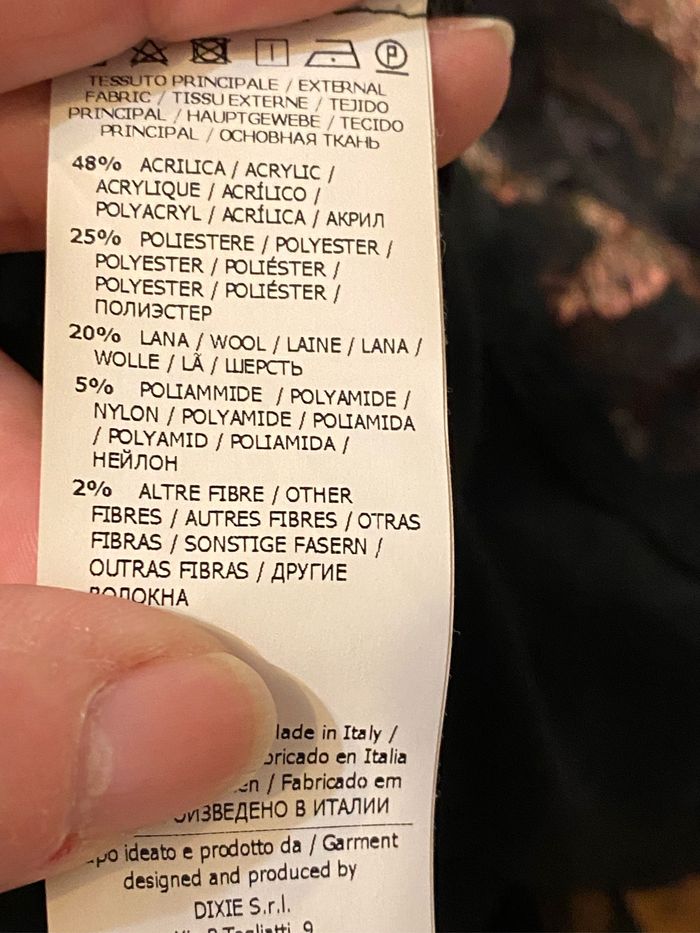 P
TESSUTO PRINCIPALE / EXTERNAL
FABRIC / TISSU EXTERNE / TEJIDO
PRINCIPAL / HAUPTGEWEBE / TECIDO
PRINCIPAL / ОСНОВНАЯ ТКАНЬ
48% ACRILICA / ACRYLIC /
ACRYLIQUE / ACRÍLICO /
POLYACRYL / ACRÍLICA / АКРИЛ
25% POLIESTERE / POLYESTER /
POLYESTER / POLIÉSTER /
POLYESTER / POLIÉSTER /
ПОЛИЭСТЕР
20% LANA / WOOL / LAINE / LANA /
WOLLE / LÃ / ШЕРСТЬ
5% POLIAMMIDE / POLYAMIDE /
NYLON / POLYAMIDE / POLIAMIDA
/ POLYAMID / POLIAMIDA /
НЕЙЛОН
2% ALTRE FIBRE / OTHER
FIBRES / AUTRES FIBRES / OTRAS
FIBRAS / SONSTIGE FASERN /
OUTRAS FIBRAS / ДРУГИЕ
ВОЛОКНА
in Italy /
en Italia
/ Fabricado em
В ИТАЛИИ
ideato e prodotto da / Garment
designed and produced by
DIXIE S.r.l.